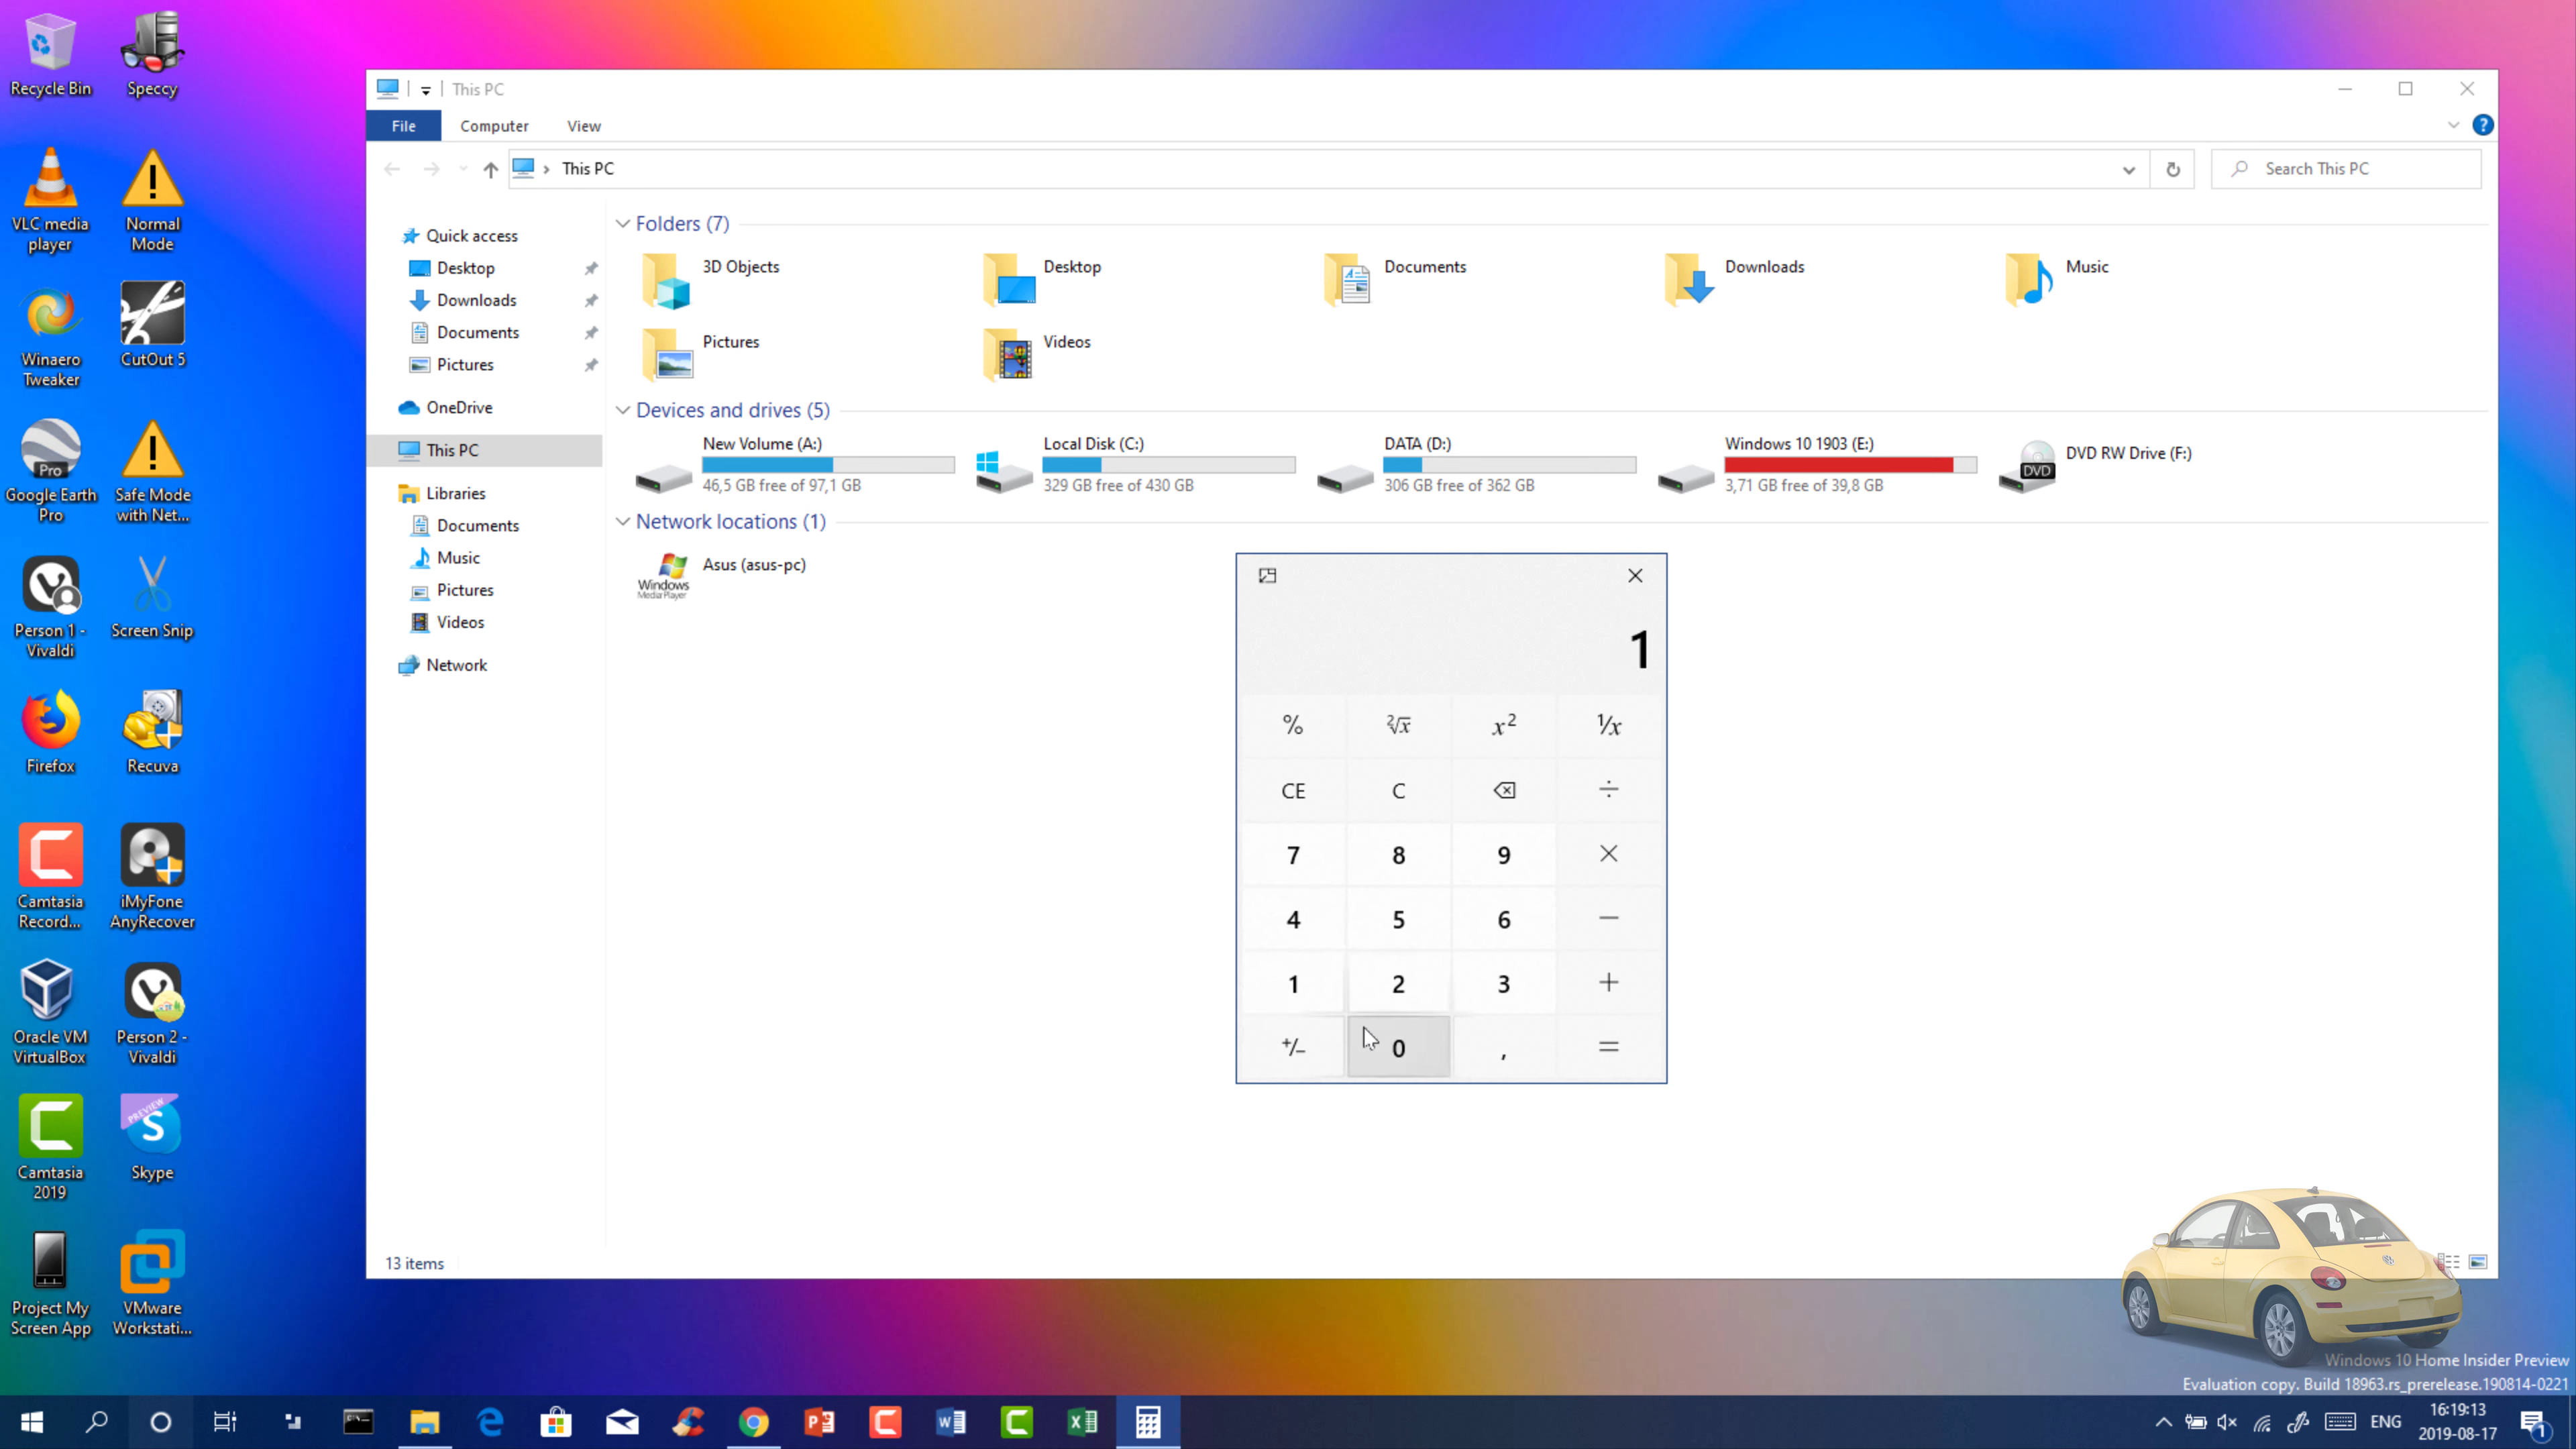 Recycle Bin
Speccy
VLC media
player
Normal
Mode
Winaero
Tweaker
CutOut 5
Pro
Google Earth
Pro
Safe Mode
with Net...
Person 1 -
Vivaldi
Screen Snip
Firefox
Recuva
Camtasia
Record...
iMyFone
AnyRecover
Oracle VM
VirtualBox
Person 2 -
Vivaldi
Camtasia
2019
PREVIEW
S
Skype
Project My
Screen App
VMware
Workstati...
This PC
File Computer View
?
This PC
Search This PC
Quick access
Desktop
Downloads
Documents
Pictures
OneDrive
This PC
Libraries
Documents
Music
Pictures
Videos
Network
Folders (7)
3D Objects
Desktop
Documents
Downloads
Music
Pictures
Videos
Devices and drives (5)
New Volume (A:)
46,5 GB free of 97,1 GB
Local Disk (C:)
329 GB free of 430 GB
DATA (D:)
306 GB free of 362 GB
Windows 10 1903 (E:)
3,71 GB free of 39,8 GB
DVD
DVD RW Drive (F:)
Network locations (1)
Windows
Media Player
Asus (asus-pc)
1
% ²√x x² ¹/x
CE C ÷
7 8 9 ×
4 5 6 −
1 2 3 +
+/− 0 , =
13 items
Windows 10 Home Insider Preview
Evaluation copy. Build 18963.rs_prerelease.190814-0221
ENG
16:19:13
2019-08-17
1